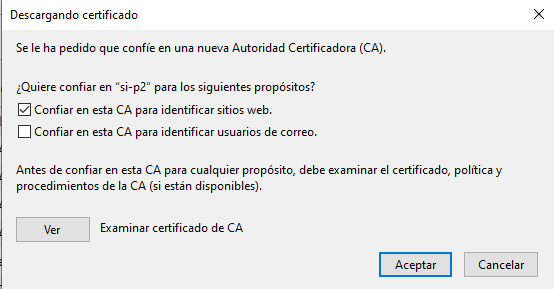 Descargando certificado
Se le ha pedido que confíe en una nueva Autoridad Certificadora (CA).
¿Quiere confiar en “si-p2” para los siguientes propósitos?
Confiar en esta CA para identificar sitios web.
Confiar en esta CA para identificar usuarios de correo.
Antes de confiar en esta CA para cualquier propósito, debe examinar el certificado, política y
procedimientos de la CA (si están disponibles).
Ver Examinar certificado de CA
Aceptar Cancelar